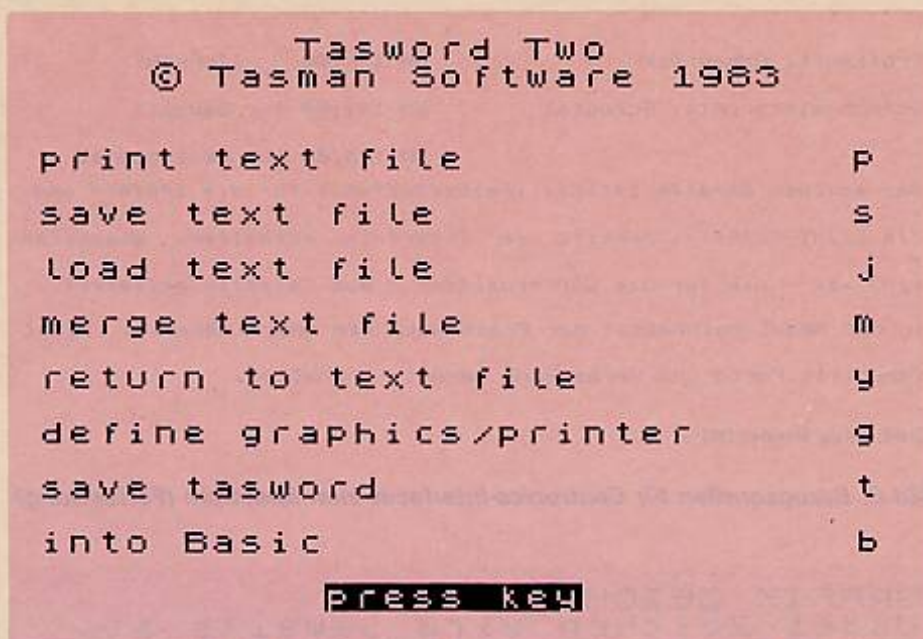 Tasword Two
© Tasman Software 1983
print text file p
save text file s
load text file j
merge text file m
return to text file y
define graphics/printer g
save tasword t
into Basic b
press key